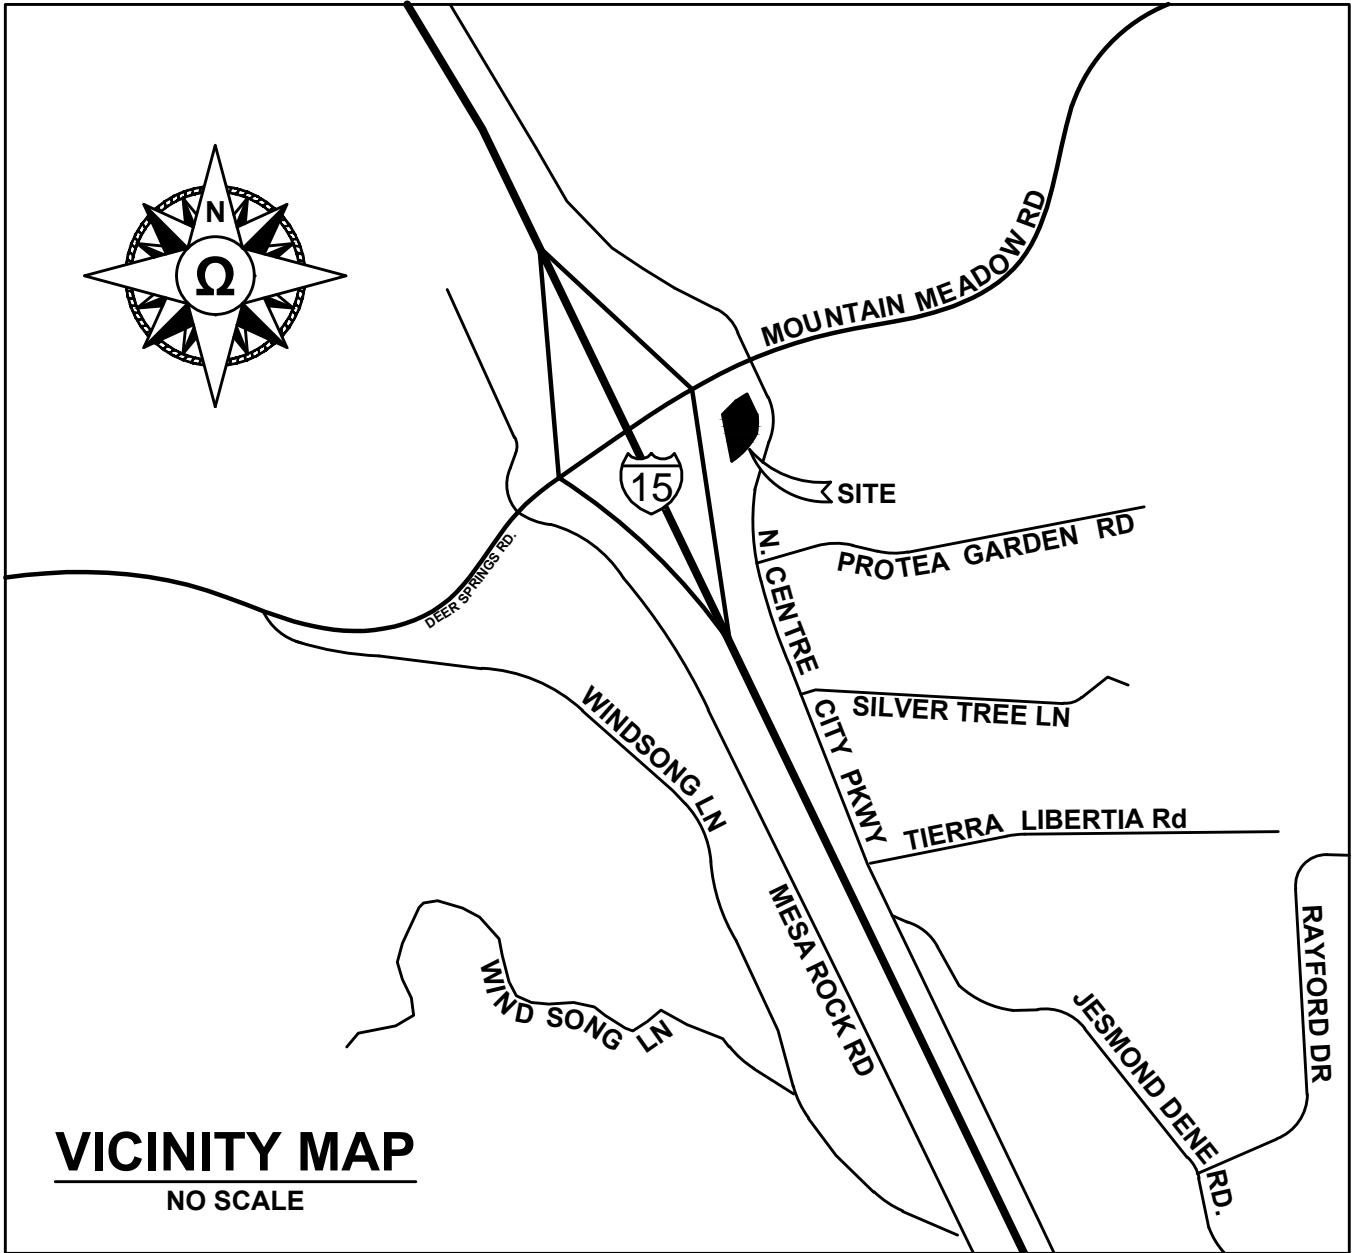 N
Ω
MOUNTAIN MEADOW RD
15
SITE
N. CENTRE CITY PKWY
PROTEA GARDEN RD
DEER SPRINGS RD.
WINDSONG LN
SILVER TREE LN
TIERRA LIBERTIA Rd
MESA ROCK RD
RAYFORD DR
WIND SONG LN
JESMOND DENE RD.
VICINITY MAP
NO SCALE